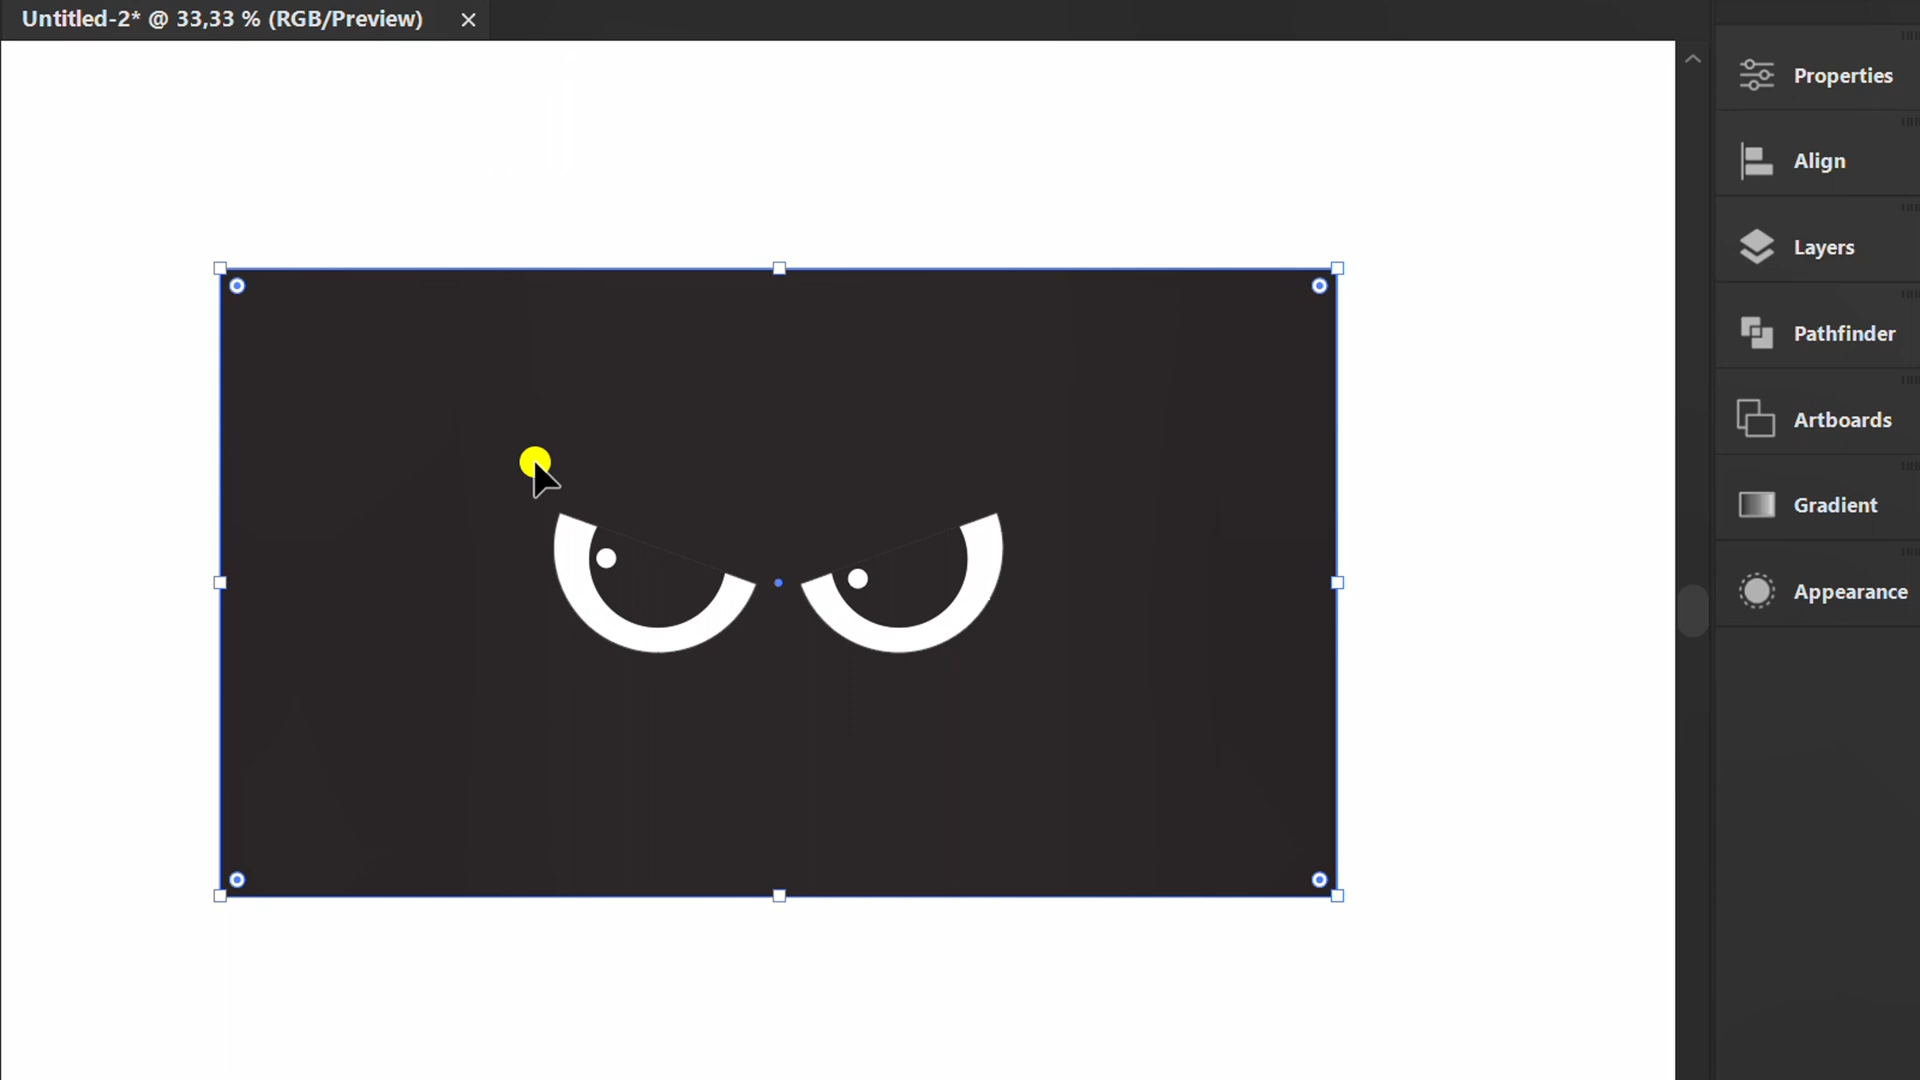 Untitled-2* @ 33,33 % (RGB/Preview)
Properties
Align
Layers
Pathfinder
Artboards
Gradient
Appearance